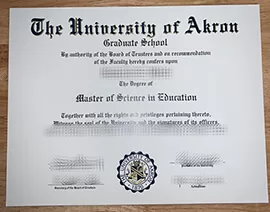 The University of Akron
Graduate School
By authority of the Board of Trustees and on recommendation
of the Faculty hereby confers upon
The Degree of
Master of Science in Education
Together with all the rights and privileges pertaining thereto.
Witness the seal of the University and the signatures of its officers.